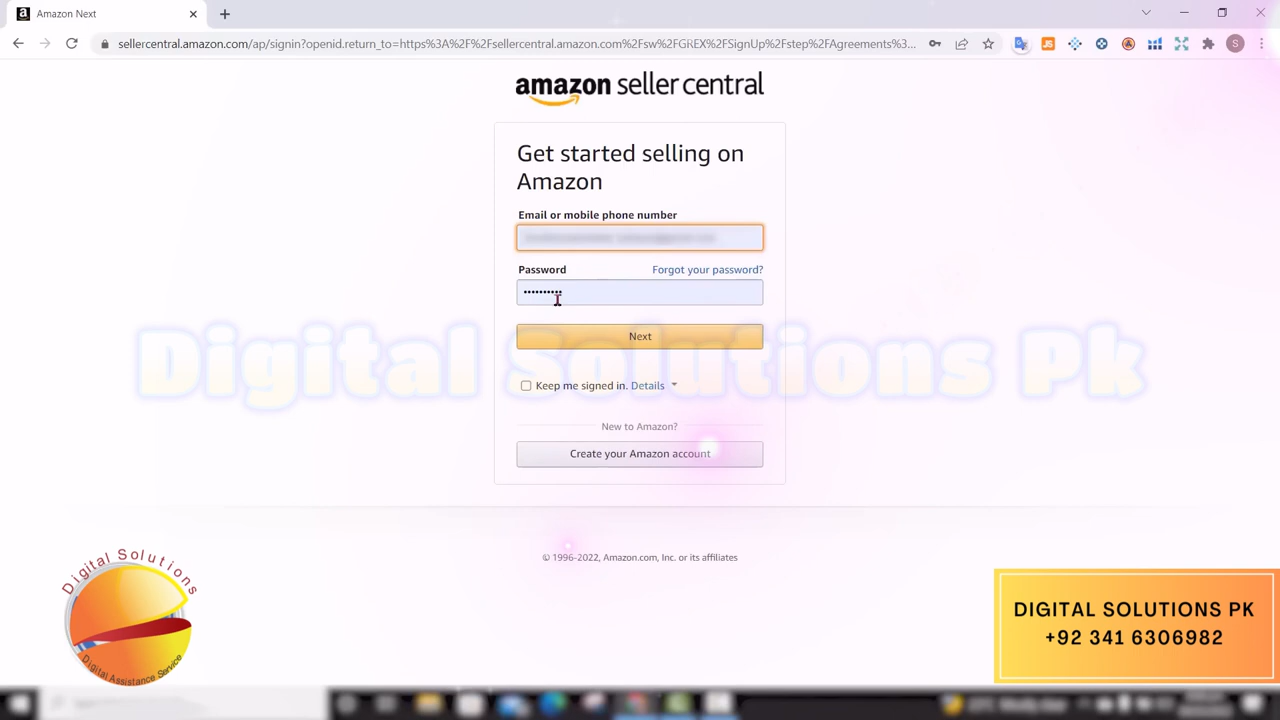 Amazon Next
sellercentral.amazon.com/ap/signin?openid.return_to=https%3A%2F%2Fsellercentral.amazon.com%2Fsw%2FGREX%2FSignUp%2Fstep%2FAgreements%3...
JS
S
amazon seller central
Get started selling on
Amazon
Email or mobile phone number
Password
Forgot your password?
Next
Digital Solutions Pk
Keep me signed in. Details
New to Amazon?
Create your Amazon account
© 1996-2022, Amazon.com, Inc. or its affiliates
Digital Solutions
Digital Assistance Service
DIGITAL SOLUTIONS PK
+92 341 6306982